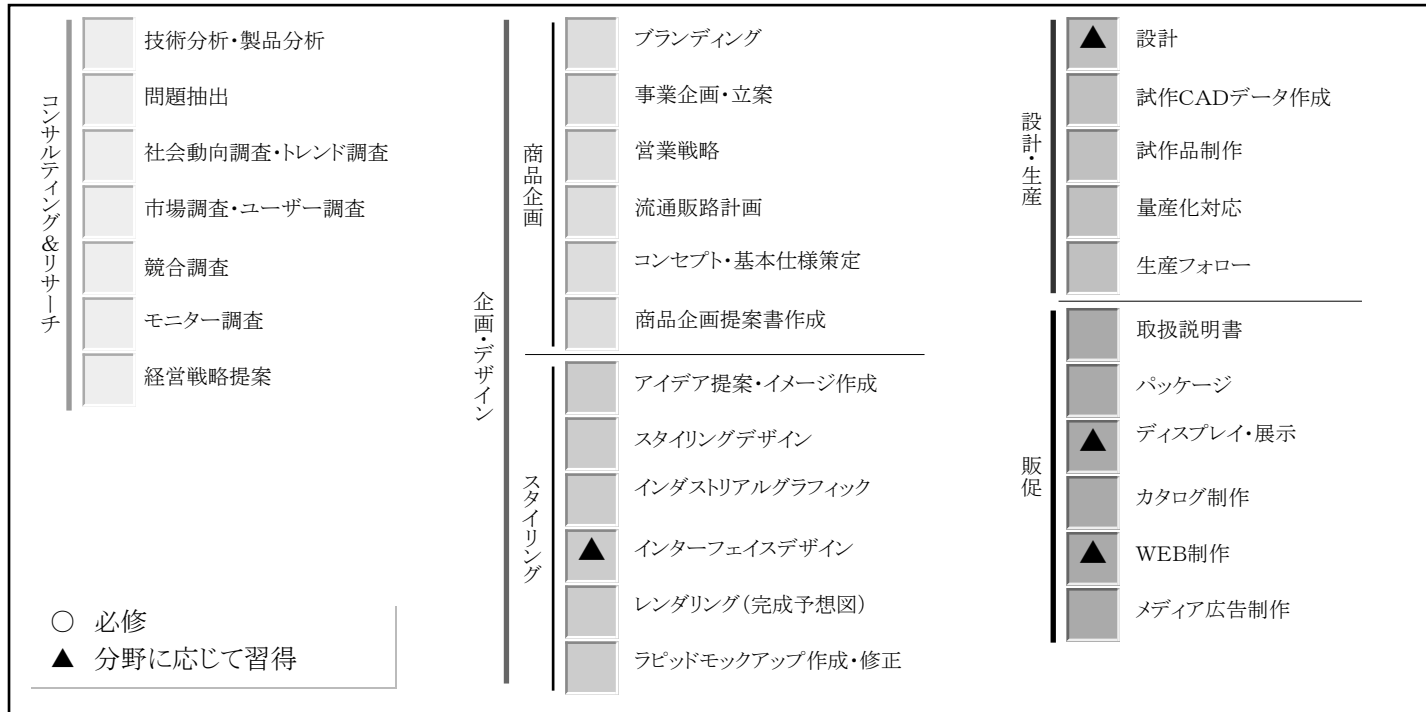 コンサルティング&リサーチ
技術分析・製品分析
問題抽出
社会動向調査・トレンド調査
市場調査・ユーザー調査
競合調査
モニター調査
経営戦略提案
企画・デザイン
商品企画
ブランディング
事業企画・立案
営業戦略
流通販路計画
コンセプト・基本仕様策定
商品企画提案書作成
スタイリング
アイデア提案・イメージ作成
スタイリングデザイン
インダストリアルグラフィック
▲ インターフェイスデザイン
レンダリング(完成予想図)
ラピッドモックアップ作成・修正
設計・生産
▲ 設計
試作CADデータ作成
試作品制作
量産化対応
生産フォロー
販促
取扱説明書
パッケージ
▲ ディスプレイ・展示
カタログ制作
▲ WEB制作
メディア広告制作
○ 必修
▲ 分野に応じて習得